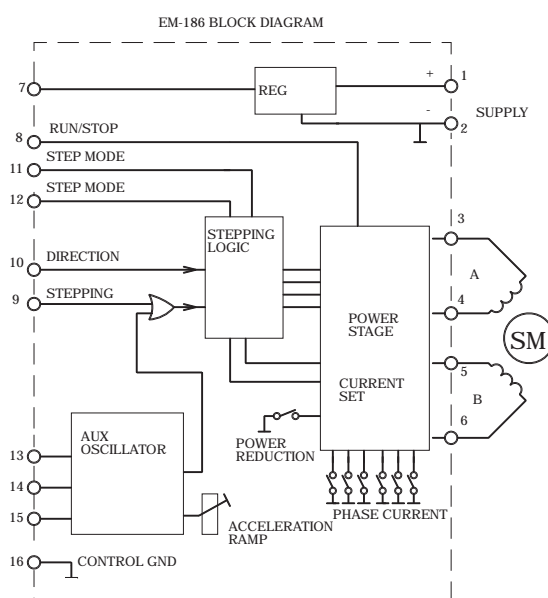 EM-186 BLOCK DIAGRAM
7
REG
+
1
-
2
SUPPLY
8
RUN/STOP
11
STEP MODE
12
STEP MODE
STEPPING
LOGIC
3
10
DIRECTION
A
9
STEPPING
4
POWER
STAGE
SM
5
CURRENT
SET
B
6
POWER
REDUCTION
AUX
OSCILLATOR
13
14
15
ACCELERATION
RAMP
PHASE CURRENT
16
CONTROL GND